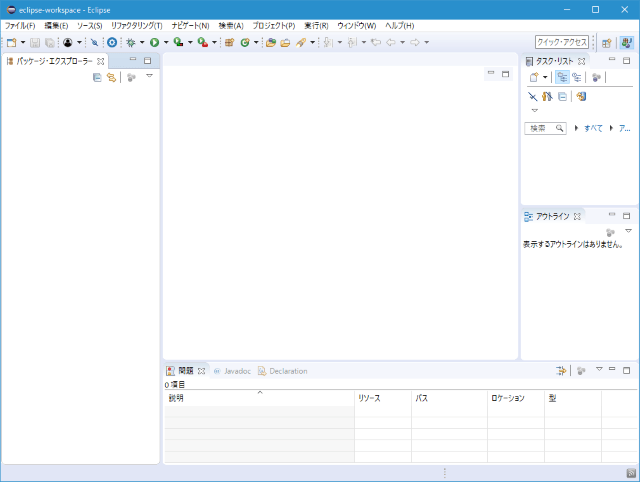 eclipse-workspace - Eclipse
ファイル(F) 編集(E) ソース(S) リファクタリング(T) ナビゲート(N) 検索(A) プロジェクト(P) 実行(R) ウィンドウ(W) ヘルプ(H)
クイック・アクセス
パッケージ・エクスプローラー
タスク・リスト
検索 すべて ア...
アウトライン
表示するアウトラインはありません。
問題 @ Javadoc Declaration
0 項目
説明 リソース パス ロケーション 型